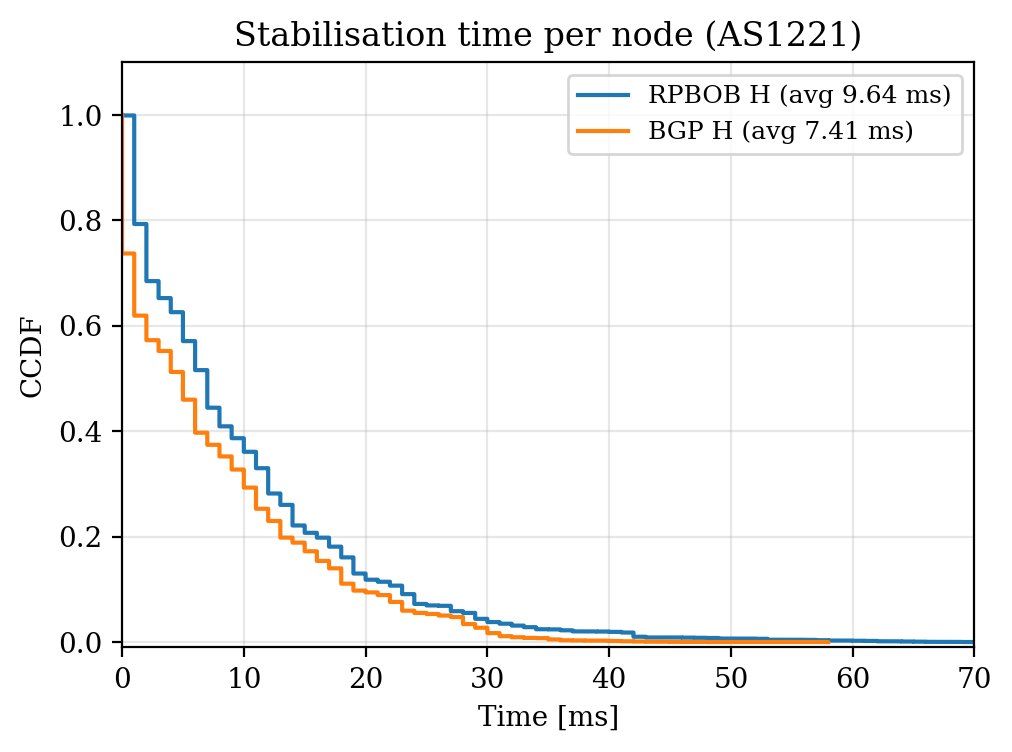 Stabilisation time per node (AS1221)
RPBOB H (avg 9.64 ms)
BGP H (avg 7.41 ms)
CCDF
1.0
0.8
0.6
0.4
0.2
0.0
0 10 20 30 40 50 60 70
Time [ms]